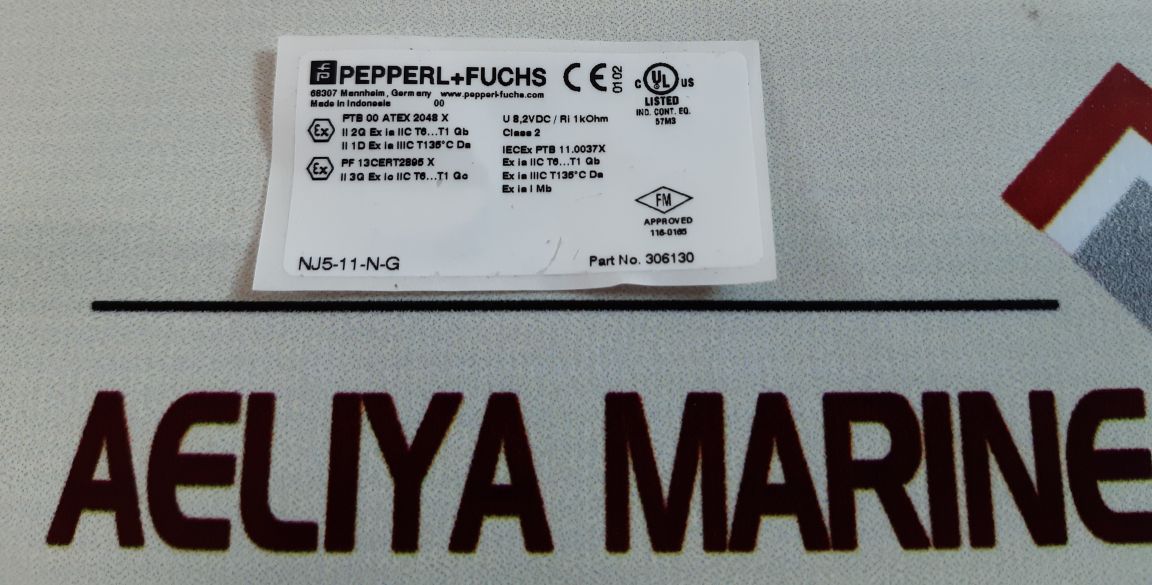 PEPPERL+FUCHS CE 0102
68307 Mannheim, Germany www.pepperl-fuchs.com
Made in Indonesia 00
Ex
PTB 00 ATEX 2048 X
II 2G Ex ia IIC T6...T1 Gb
II 1D Ex ia IIIC T135°C Da
Ex
PF 13CERT2895 X
II 3G Ex ic IIC T6...T1 Gc
U 8,2VDC / Ri 1kOhm
Class 2
IECEx PTB 11.0037X
Ex ia IIC T6...T1 Gb
Ex ia IIIC T135°C Da
Ex ia I Mb
C UL US
LISTED
IND. CONT. EQ.
57M3
FM
APPROVED
116-0165
NJ5-11-N-G
Part No. 306130
AELIYA MARINE